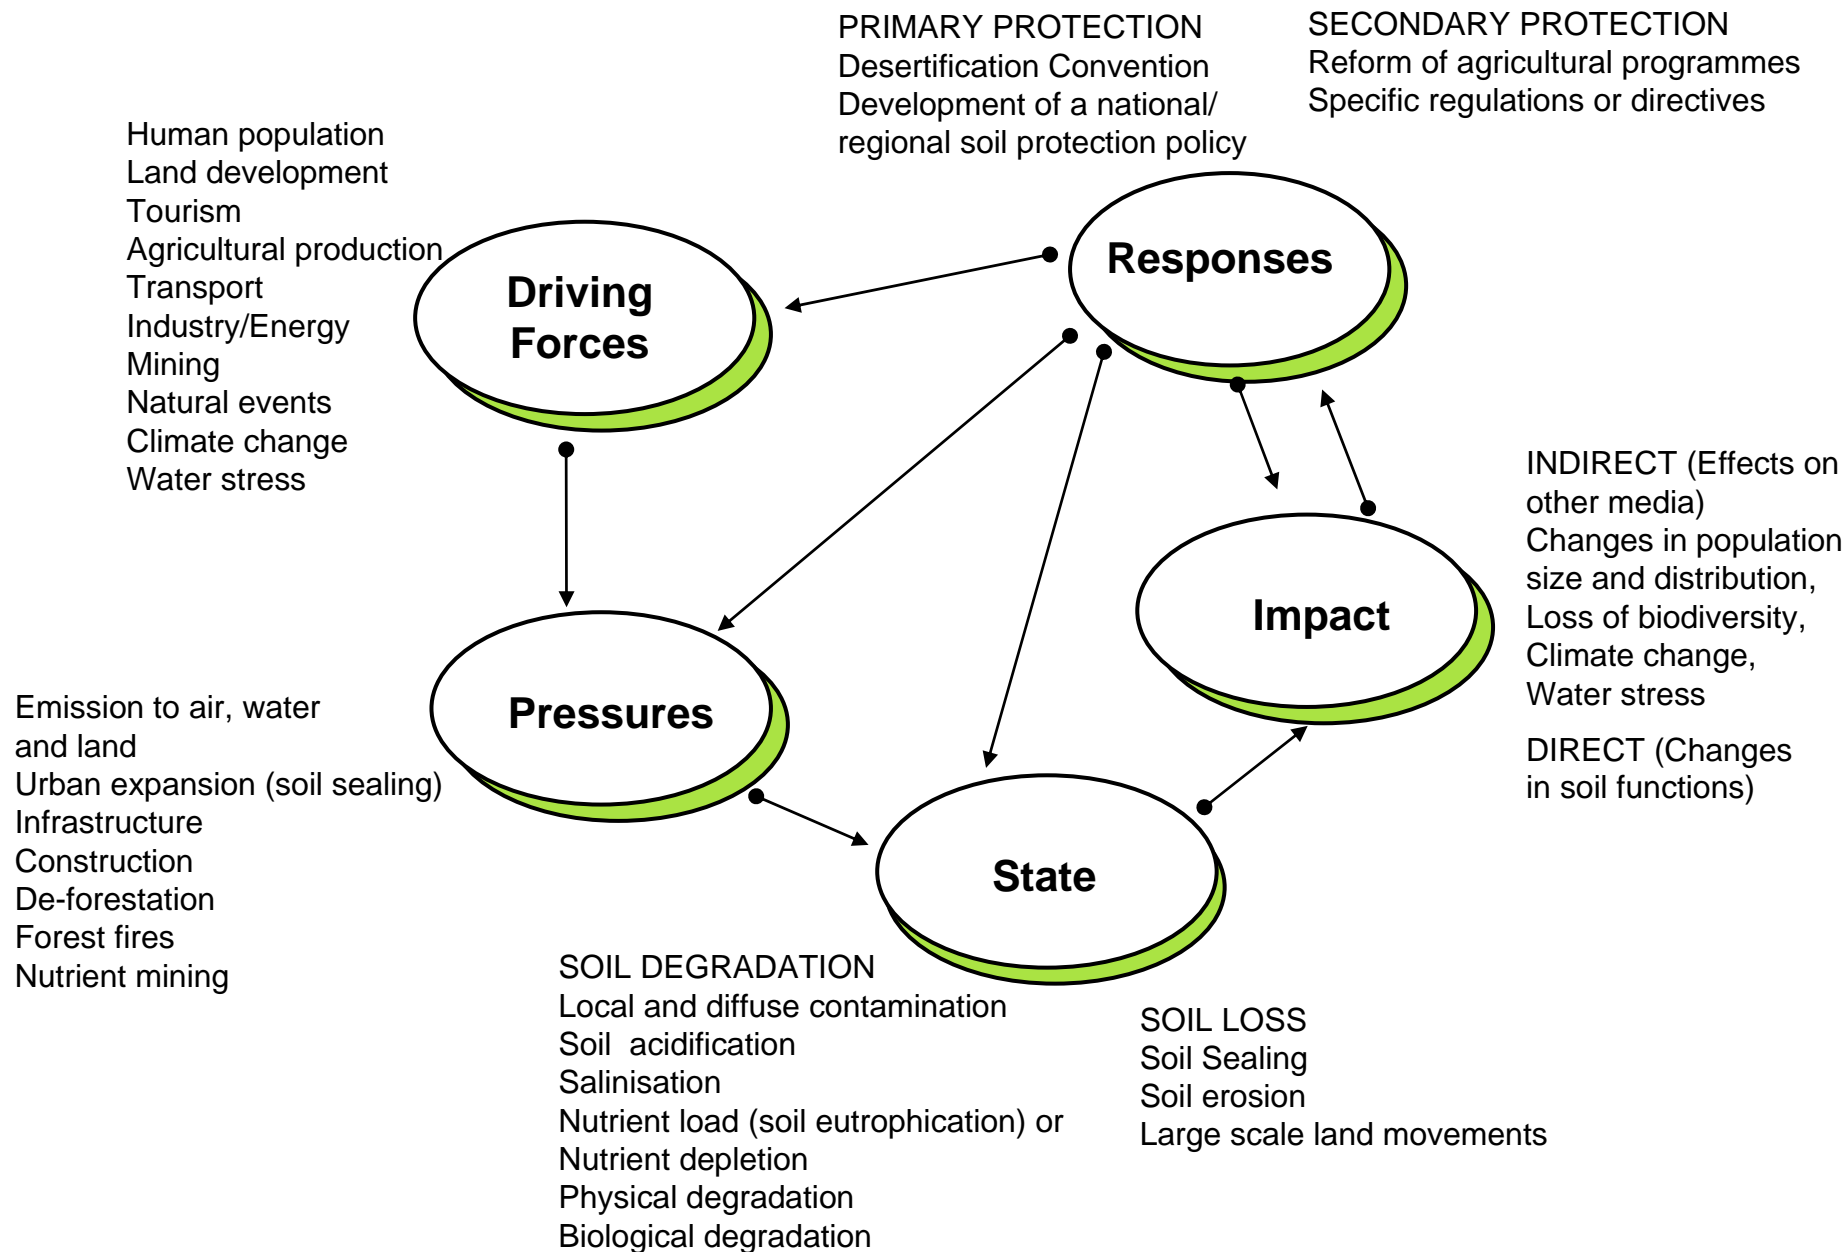 PRIMARY PROTECTION
Desertification Convention
Development of a national/
regional soil protection policy
SECONDARY PROTECTION
Reform of agricultural programmes
Specific regulations or directives
Human population
Land development
Tourism
Agricultural production
Transport
Industry/Energy
Mining
Natural events
Climate change
Water stress
Driving
Forces
Responses
INDIRECT (Effects on
other media)
Changes in population
size and distribution,
Loss of biodiversity,
Climate change,
Water stress
DIRECT (Changes
in soil functions)
Impact
Pressures
Emission to air, water
and land
Urban expansion (soil sealing)
Infrastructure
Construction
De-forestation
Forest fires
Nutrient mining
State
SOIL DEGRADATION
Local and diffuse contamination
Soil  acidification
Salinisation
Nutrient load (soil eutrophication) or
Nutrient depletion
Physical degradation
Biological degradation
SOIL LOSS
Soil Sealing
Soil erosion
Large scale land movements